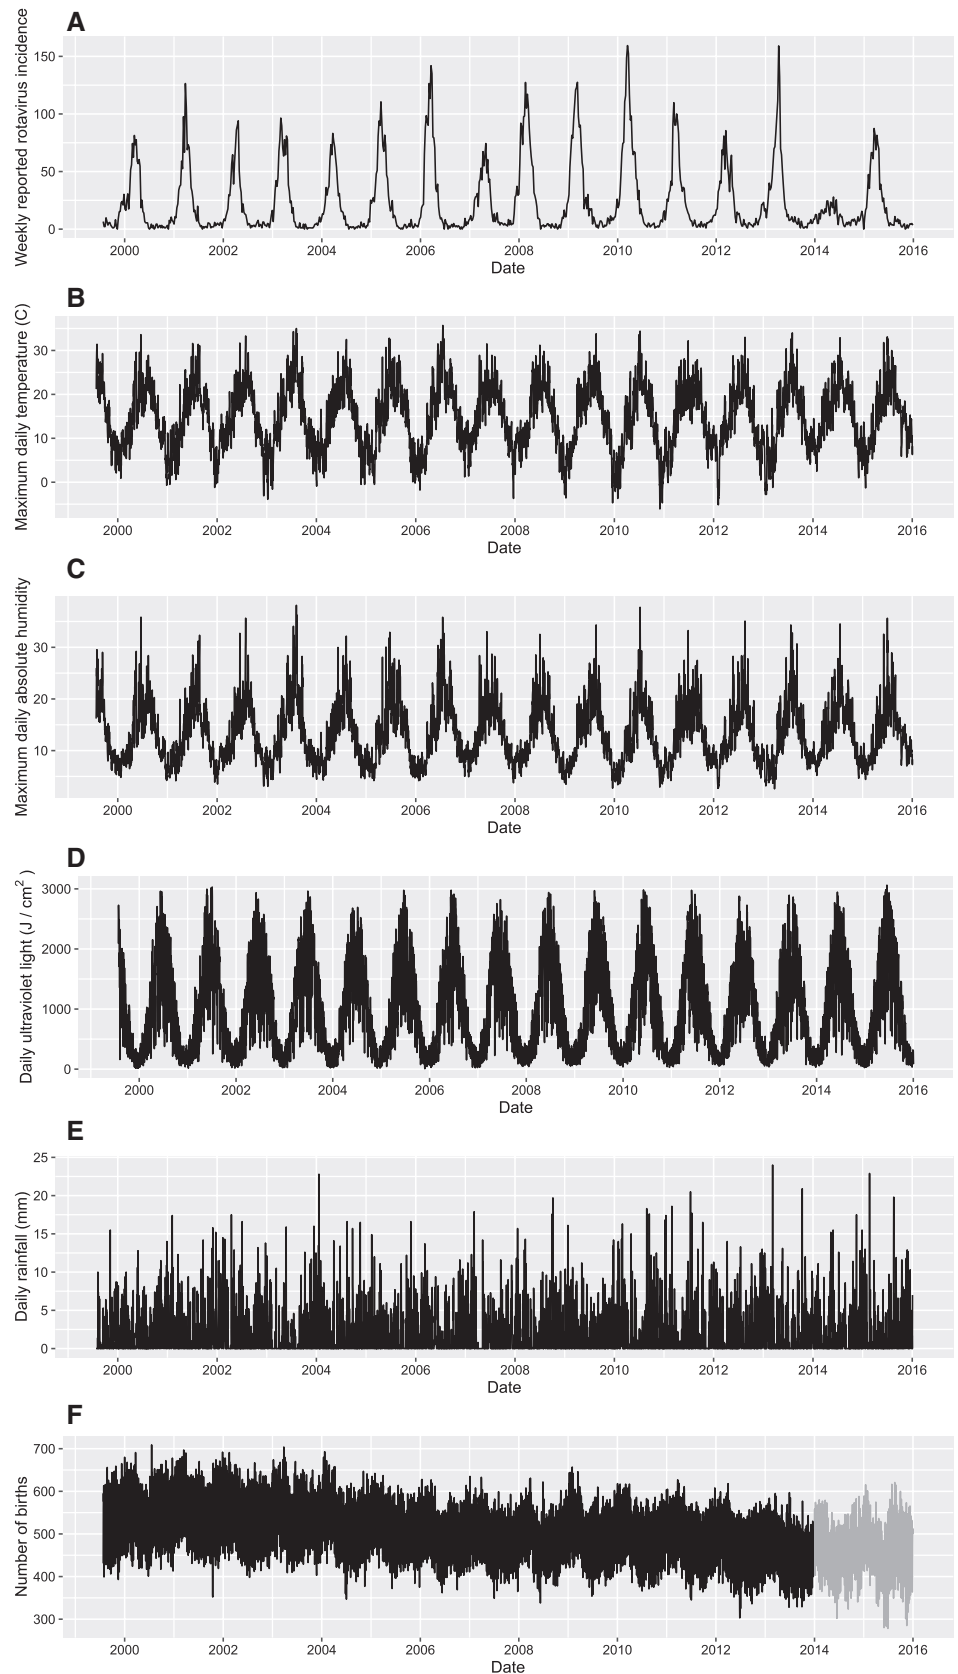 A
Weekly reported rotavirus incidence
150
100
50
0
2000 2002 2004 2006 2008 2010 2012 2014 2016
Date
B
Maximum daily temperature (C)
30
20
10
0
2000 2002 2004 2006 2008 2010 2012 2014 2016
Date
C
Maximum daily absolute humidity
30
20
10
2000 2002 2004 2006 2008 2010 2012 2014 2016
Date
D
Daily ultraviolet light (J / cm² )
3000
2000
1000
0
2000 2002 2004 2006 2008 2010 2012 2014 2016
Date
E
Daily rainfall (mm)
25
20
15
10
5
0
2000 2002 2004 2006 2008 2010 2012 2014 2016
Date
F
Number of births
700
600
500
400
300
2000 2002 2004 2006 2008 2010 2012 2014 2016
Date